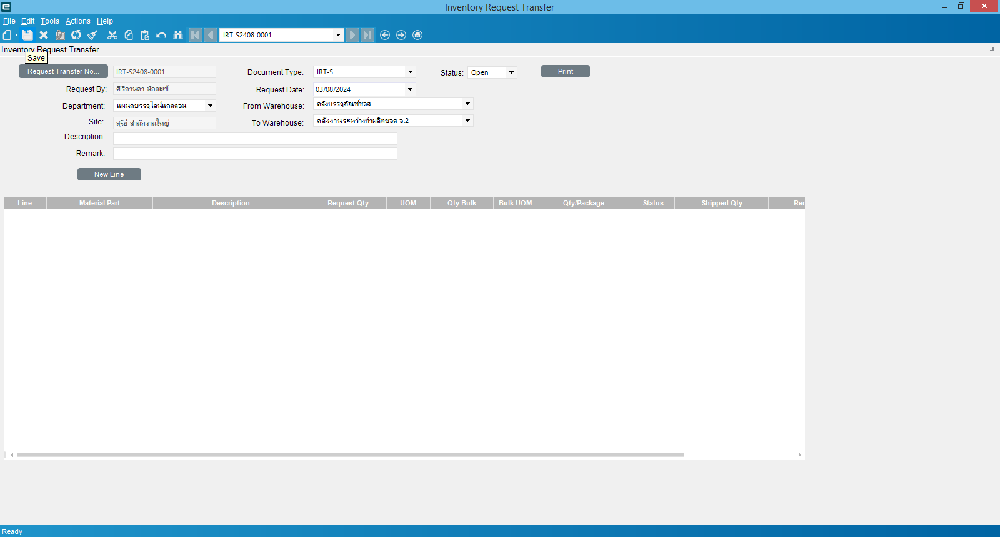 Inventory Request Transfer
File Edit Tools Actions Help
IRT-S2408-0001
Inventory Request Transfer
Save
Request Transfer No... IRT-S2408-0001 Document Type: IRT-S Status: Open Print
Request By: ศิริกานดา นักจะเข้ Request Date: 03/08/2024
Department: แผนกบรรจุไลน์แกลลอน From Warehouse: คลังบรรจุภัณฑ์ซอส
Site: สุรีย์ สำนักงานใหญ่ To Warehouse: คลังงานระหว่างทำผลิตซอส อ.2
Description:
Remark:
New Line
Line Material Part Description Request Qty UOM Qty Bulk Bulk UOM Qty/Package Status Shipped Qty Rec
Ready